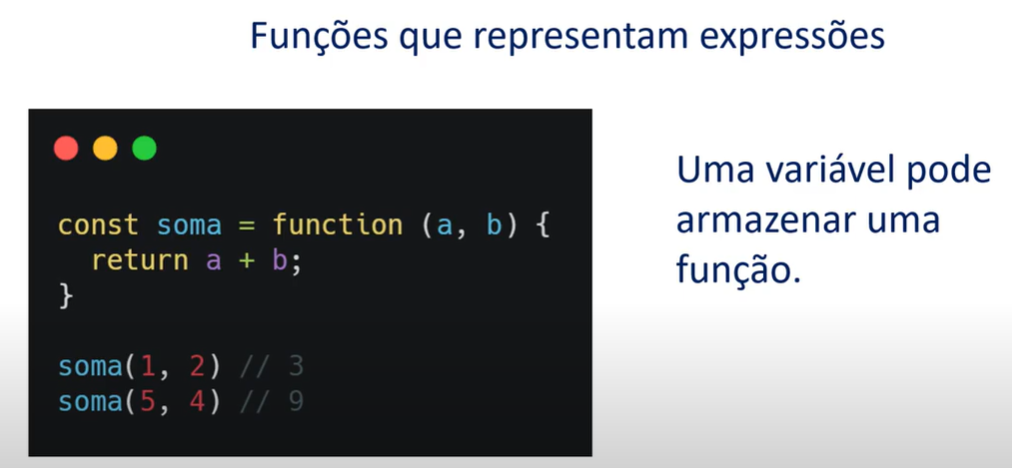 Funções que representam expressões
const soma = function (a, b) {
  return a + b;
}
soma(1, 2) // 3
soma(5, 4) // 9
Uma variável pode
armazenar uma
função.